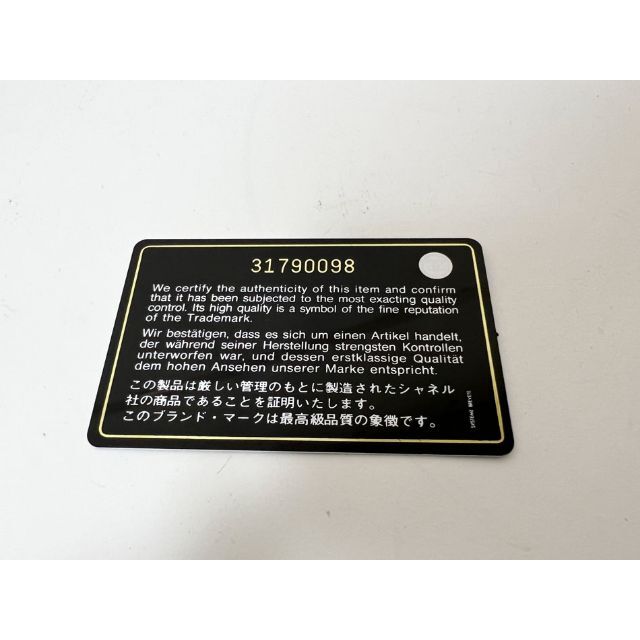 31790098
We certify the authenticity of this item and confirm
that it has been subjected to the most exacting quality
control. Its high quality is a symbol of the fine reputation
of the Trademark.
Wir bestätigen, dass es sich um einen Artikel handelt,
der während seiner Herstellung strengsten Kontrollen
unterworfen war, und dessen erstklassige Qualität
dem hohen Ansehen unserer Marke entspricht.
この製品は厳しい管理のもとに製造されたシャネル
社の商品であることを証明いたします。
このブランド・マークは最高級品質の象徴です。
SYSTEME BREVETE